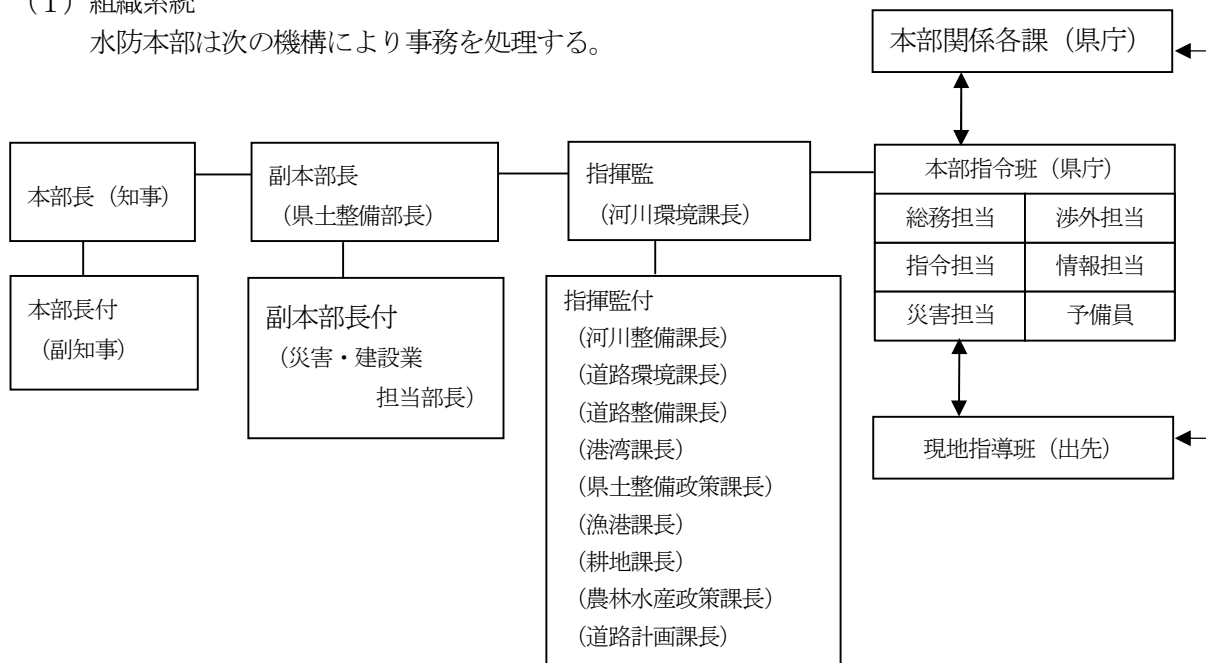 （１）組織系統
水防本部は次の機構により事務を処理する。
本部関係各課（県庁）
本部長（知事）
副本部長
（県土整備部長）
指揮監
（河川環境課長）
本部指令班（県庁）
総務担当
渉外担当
指令担当
情報担当
災害担当
予備員
本部長付
（副知事）
副本部長付
（災害・建設業
担当部長）
指揮監付
（河川整備課長）
（道路環境課長）
（道路整備課長）
（港湾課長）
（県土整備政策課長）
（漁港課長）
（耕地課長）
（農林水産政策課長）
（道路計画課長）
現地指導班（出先）